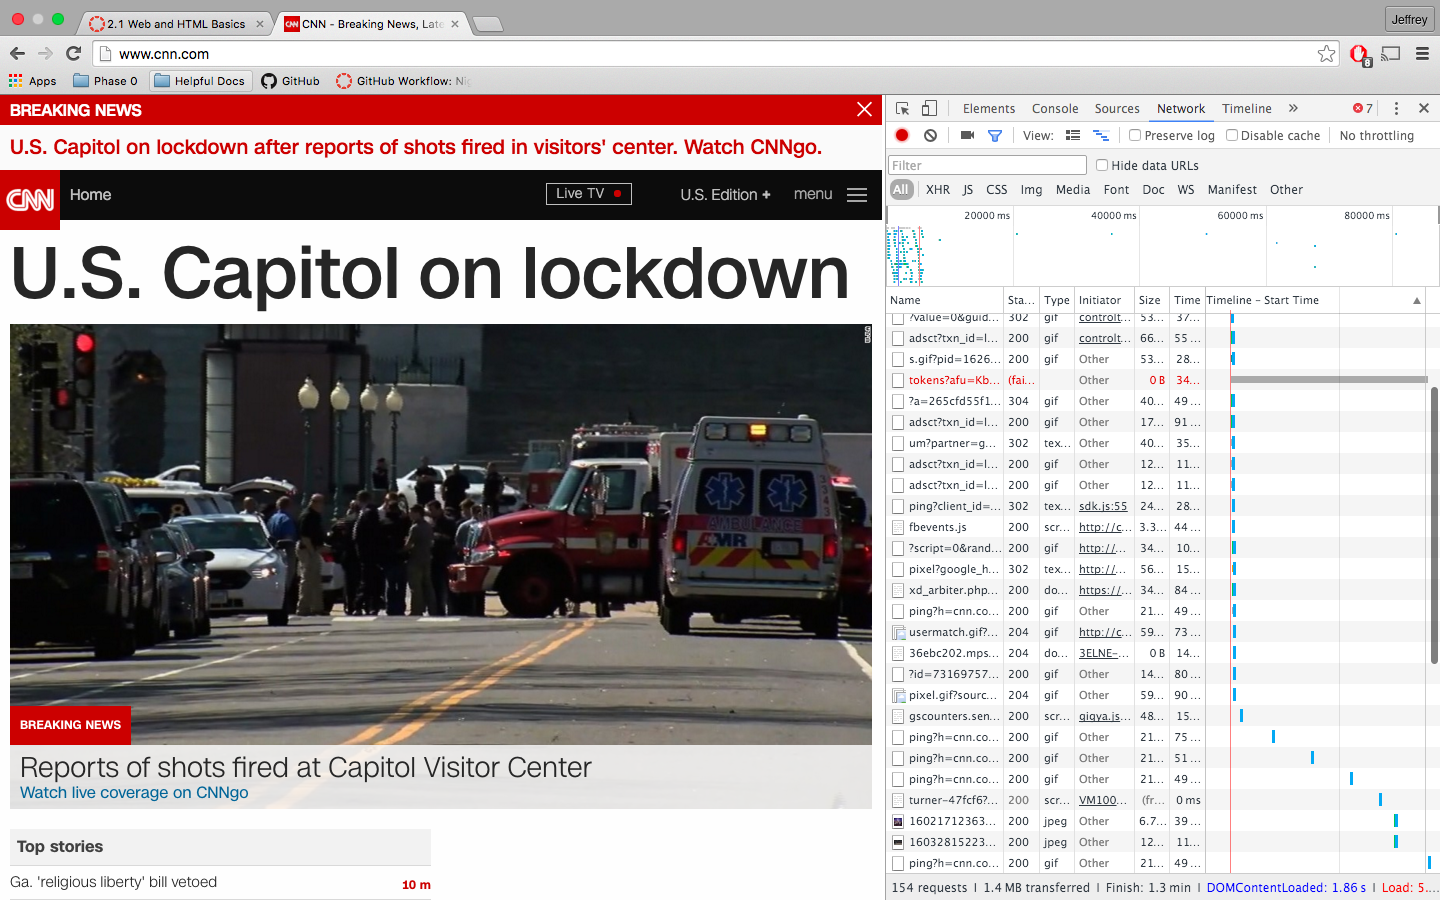 2.1 Web and HTML Basics
CNN - Breaking News, Late
Jeffrey
www.cnn.com
8
Apps
Phase 0
Helpful Docs
GitHub
GitHub Workflow:
BREAKING NEWS
U.S. Capitol on lockdown after reports of shots fired in visitors' center. Watch CNNgo.
CNN
Home
Live TV
U.S. Edition +
menu
U.S. Capitol on lockdown
CNN
AMBULANCE
AMR
BREAKING NEWS
Reports of shots fired at Capitol Visitor Center
Watch live coverage on CNNgo
Top stories
Ga. 'religious liberty' bill vetoed
10 m
Elements Console Sources Network Timeline » 7
View: Preserve log Disable cache No throttling
Filter Hide data URLs
All XHR JS CSS Img Media Font Doc WS Manifest Other
20000 ms 40000 ms 60000 ms 80000 ms
Name Sta... Type Initiator Size Time Timeline – Start Time
?value=0&guid... 302 gif controlt... 53... 37...
adsct?txn_id=l... 200 gif controlt... 66... 55 ...
s.gif?pid=1626... 200 gif Other 53... 28...
tokens?afu=Kb... (fai... Other 0 B 34...
?a=265cfd55f1... 304 gif Other 40... 49 ...
adsct?txn_id=l... 200 gif Other 17... 91 ...
um?partner=g... 302 tex... Other 40... 35...
adsct?txn_id=l... 200 gif Other 12... 11...
adsct?txn_id=l... 200 gif Other 12... 11...
ping?client_id=... 302 tex... sdk.js:55 24... 28...
fbevents.js 200 scr... http://c... 3.3... 44 ...
?script=0&rand... 200 gif http://... 34... 10...
pixel?google_h... 302 tex... http://... 56... 15...
xd_arbiter.php... 200 do... https://... 34... 84 ...
ping?h=cnn.co... 200 gif Other 21... 49 ...
usermatch.gif?... 204 gif http://c... 59... 73 ...
36ebc202.mps... 204 do... 3ELNE-... 0 B 14...
?id=73169757... 200 gif Other 14... 80 ...
pixel.gif?sourc... 204 gif Other 59... 90 ...
gscounters.sen... 200 scr... gigya.js... 48... 15...
ping?h=cnn.co... 200 gif Other 21... 75 ...
ping?h=cnn.co... 200 gif Other 21... 51 ...
ping?h=cnn.co... 200 gif Other 21... 49 ...
turner-47fcf6?... 200 scr... VM100... (fr... 0 ms
16021712363... 200 jpeg Other 6.7... 39 ...
16032815223... 200 jpeg Other 12... 11...
ping?h=cnn.co... 200 gif Other 21... 49 ...
154 requests | 1.4 MB transferred | Finish: 1.3 min | DOMContentLoaded: 1.86 s | Load: 5....